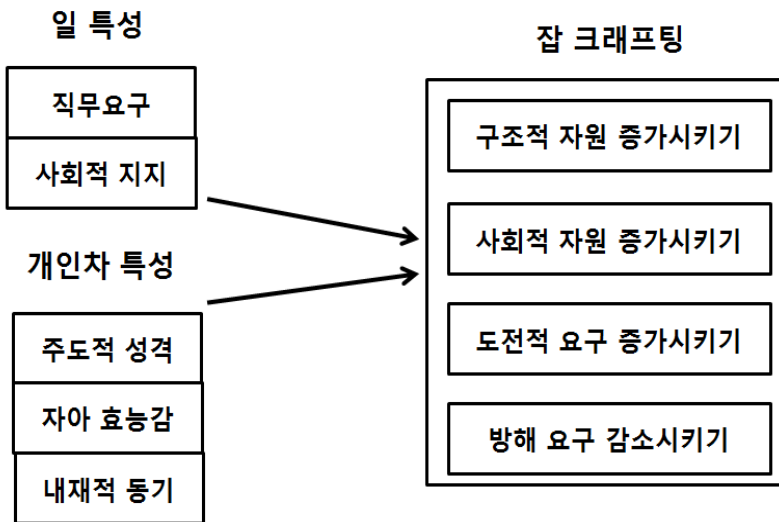 일 특성
직무요구
사회적 지지
개인차 특성
주도적 성격
자아 효능감
내재적 동기
잡 크래프팅
구조적 자원 증가시키기
사회적 자원 증가시키기
도전적 요구 증가시키기
방해 요구 감소시키기